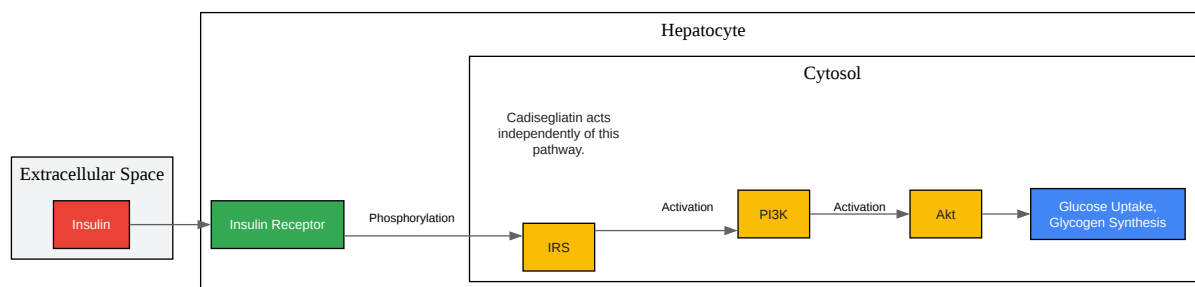 Hepatocyte
Cytosol
Cadisegliatin acts
independently of this
pathway.
Extracellular Space
Insulin
Insulin Receptor
Phosphorylation
IRS
Activation
PI3K
Activation
Akt
Glucose Uptake,
Glycogen Synthesis